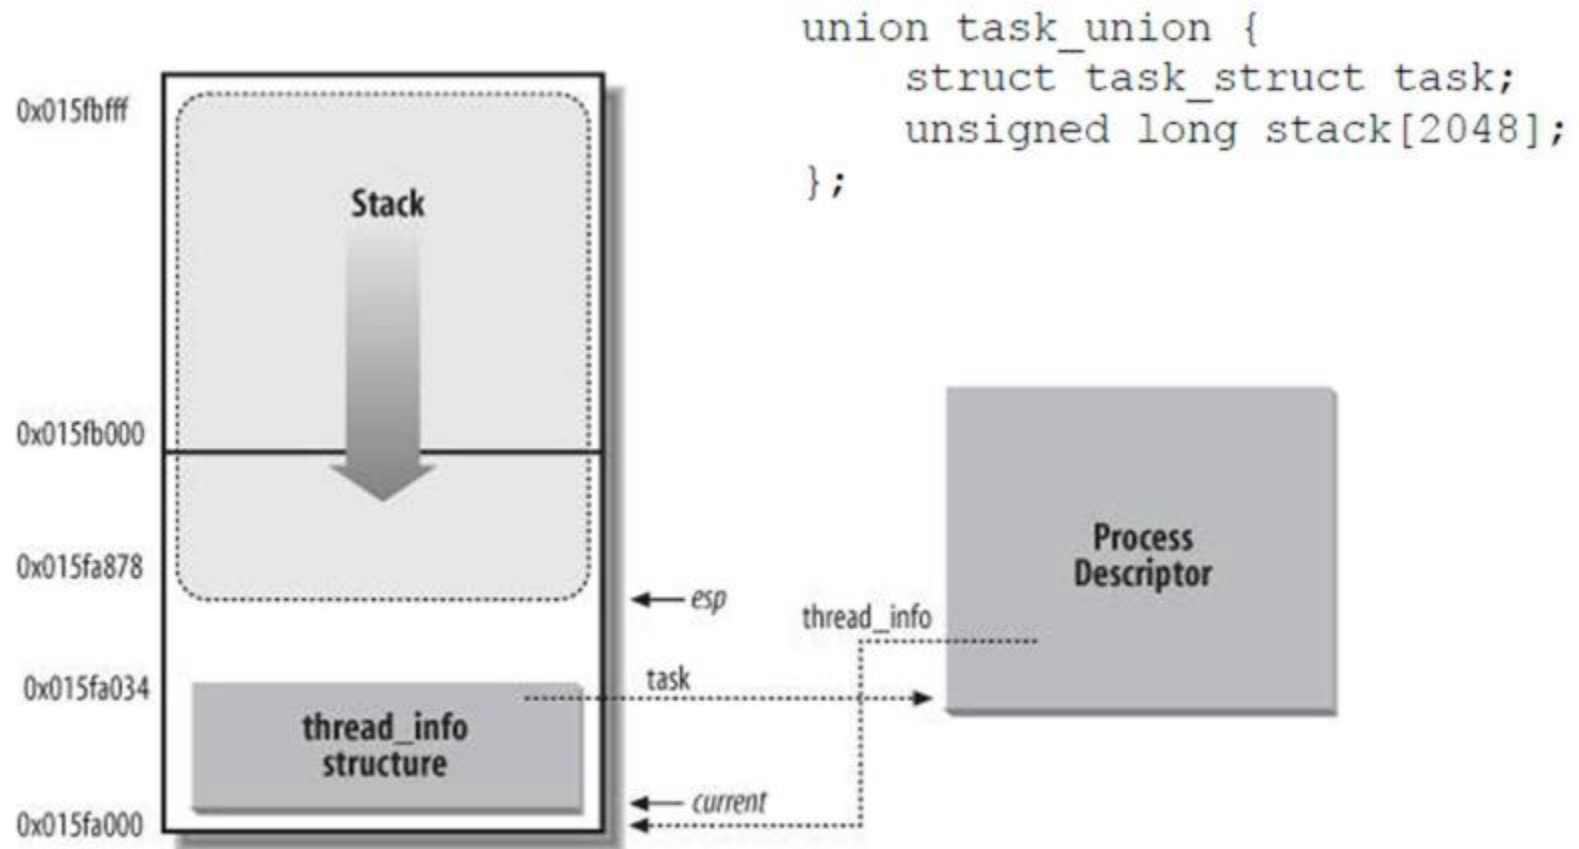 union task_union {
struct task_struct task;
unsigned long stack[2048];
};
0x015fbfff
Stack
0x015fb000
0x015fa878
esp
Process
Descriptor
thread_info
task
0x015fa034
thread_info
structure
current
0x015fa000